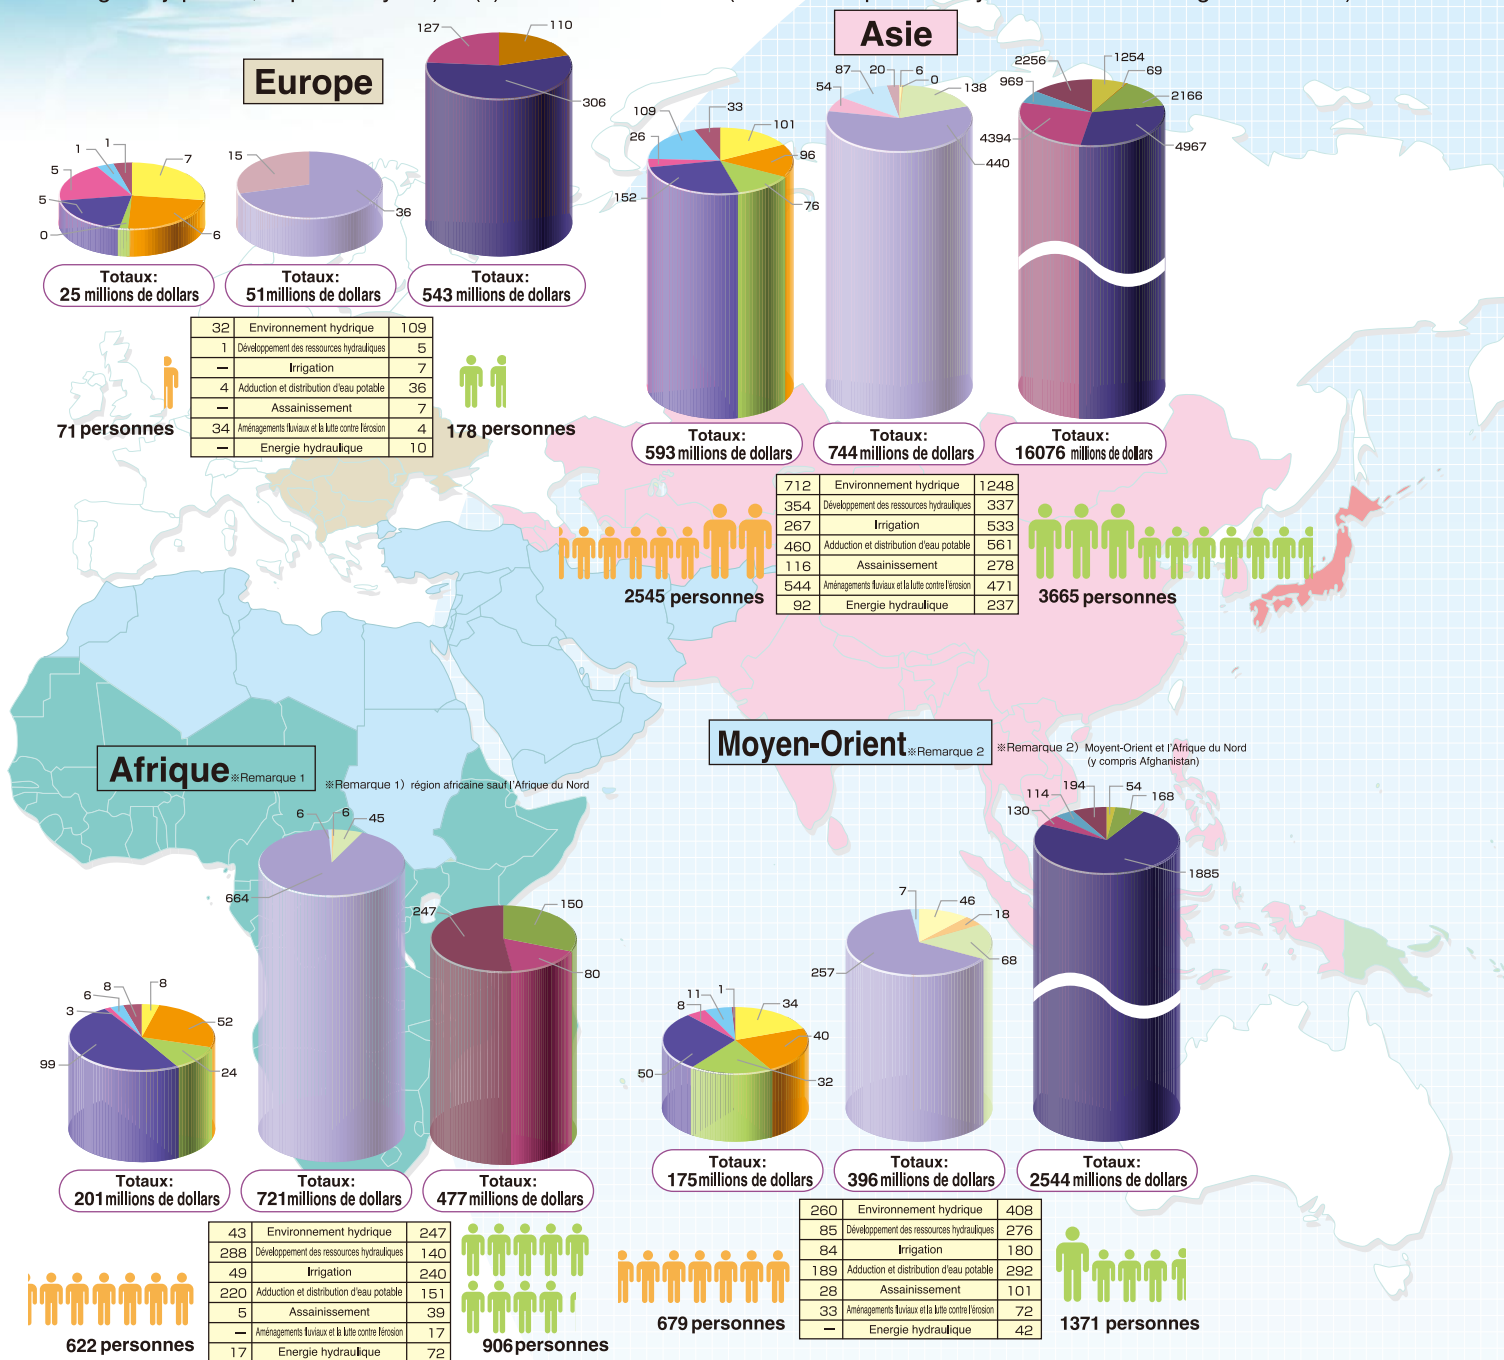 Europe
127
110
306
15
36
1
1
7
5
5
0
6
Totaux:
25 millions de dollars
Totaux:
51 millions de dollars
Totaux:
543 millions de dollars
32 Environnement hydrique 109
1 Développement des ressources hydrauliques 5
— Irrigation 7
4 Adduction et distribution d'eau potable 36
— Assainissement 7
34 Aménagements fluviaux et la lutte contre l'érosion 4
— Energie hydraulique 10
71 personnes
178 personnes
Asie
109
33
101
26
96
152
76
87
20
6
0
54
138
440
2256
1254
969
69
2166
4394
4967
Totaux:
593 millions de dollars
Totaux:
744 millions de dollars
Totaux:
16076 millions de dollars
712 Environnement hydrique 1248
354 Développement des ressources hydrauliques 337
267 Irrigation 533
460 Adduction et distribution d'eau potable 561
116 Assainissement 278
544 Aménagements fluviaux et la lutte contre l'érosion 471
92 Energie hydraulique 237
2545 personnes
3665 personnes
Afrique ※Remarque 1
※Remarque 1) région africaine sauf l'Afrique du Nord
6
6
45
664
247
150
80
8
8
6
3
52
99
24
Totaux:
201 millions de dollars
Totaux:
721 millions de dollars
Totaux:
477 millions de dollars
43 Environnement hydrique 247
288 Développement des ressources hydrauliques 140
49 Irrigation 240
220 Adduction et distribution d'eau potable 151
5 Assainissement 39
— Aménagements fluviaux et la lutte contre l'érosion 17
17 Energie hydraulique 72
622 personnes
906 personnes
Moyen-Orient ※Remarque 2
※Remarque 2) Moyent-Orient et l'Afrique du Nord
(y compris Afghanistan)
194
54
114
168
130
1885
7
46
18
257
68
11
1
34
8
40
50
32
Totaux:
175 millions de dollars
Totaux:
396 millions de dollars
Totaux:
2544 millions de dollars
260 Environnement hydrique 408
85 Développement des ressources hydrauliques 276
84 Irrigation 180
189 Adduction et distribution d'eau potable 292
28 Assainissement 101
33 Aménagements fluviaux et la lutte contre l'érosion 72
— Energie hydraulique 42
679 personnes
1371 personnes